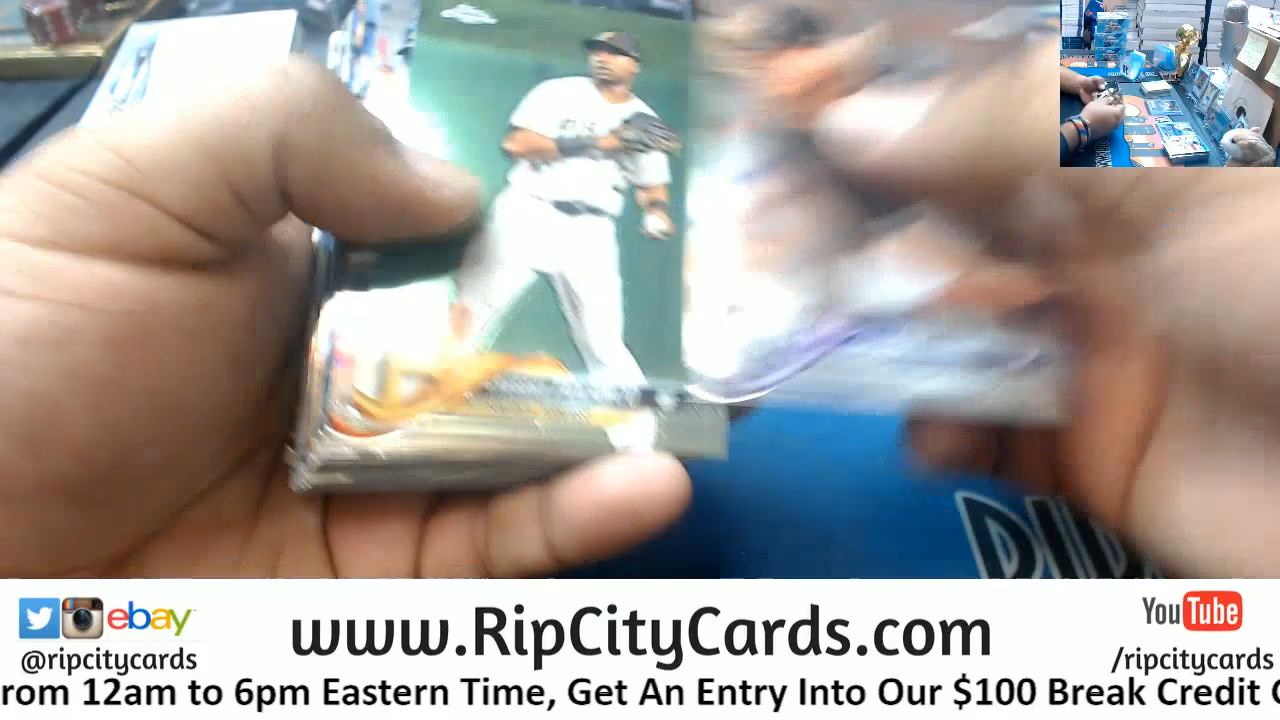 DID
ebay
@ripcitycards
www.RipCityCards.com
You Tube
/ripcitycards
rom 12am to 6pm Eastern Time, Get An Entry Into Our $100 Break Credit